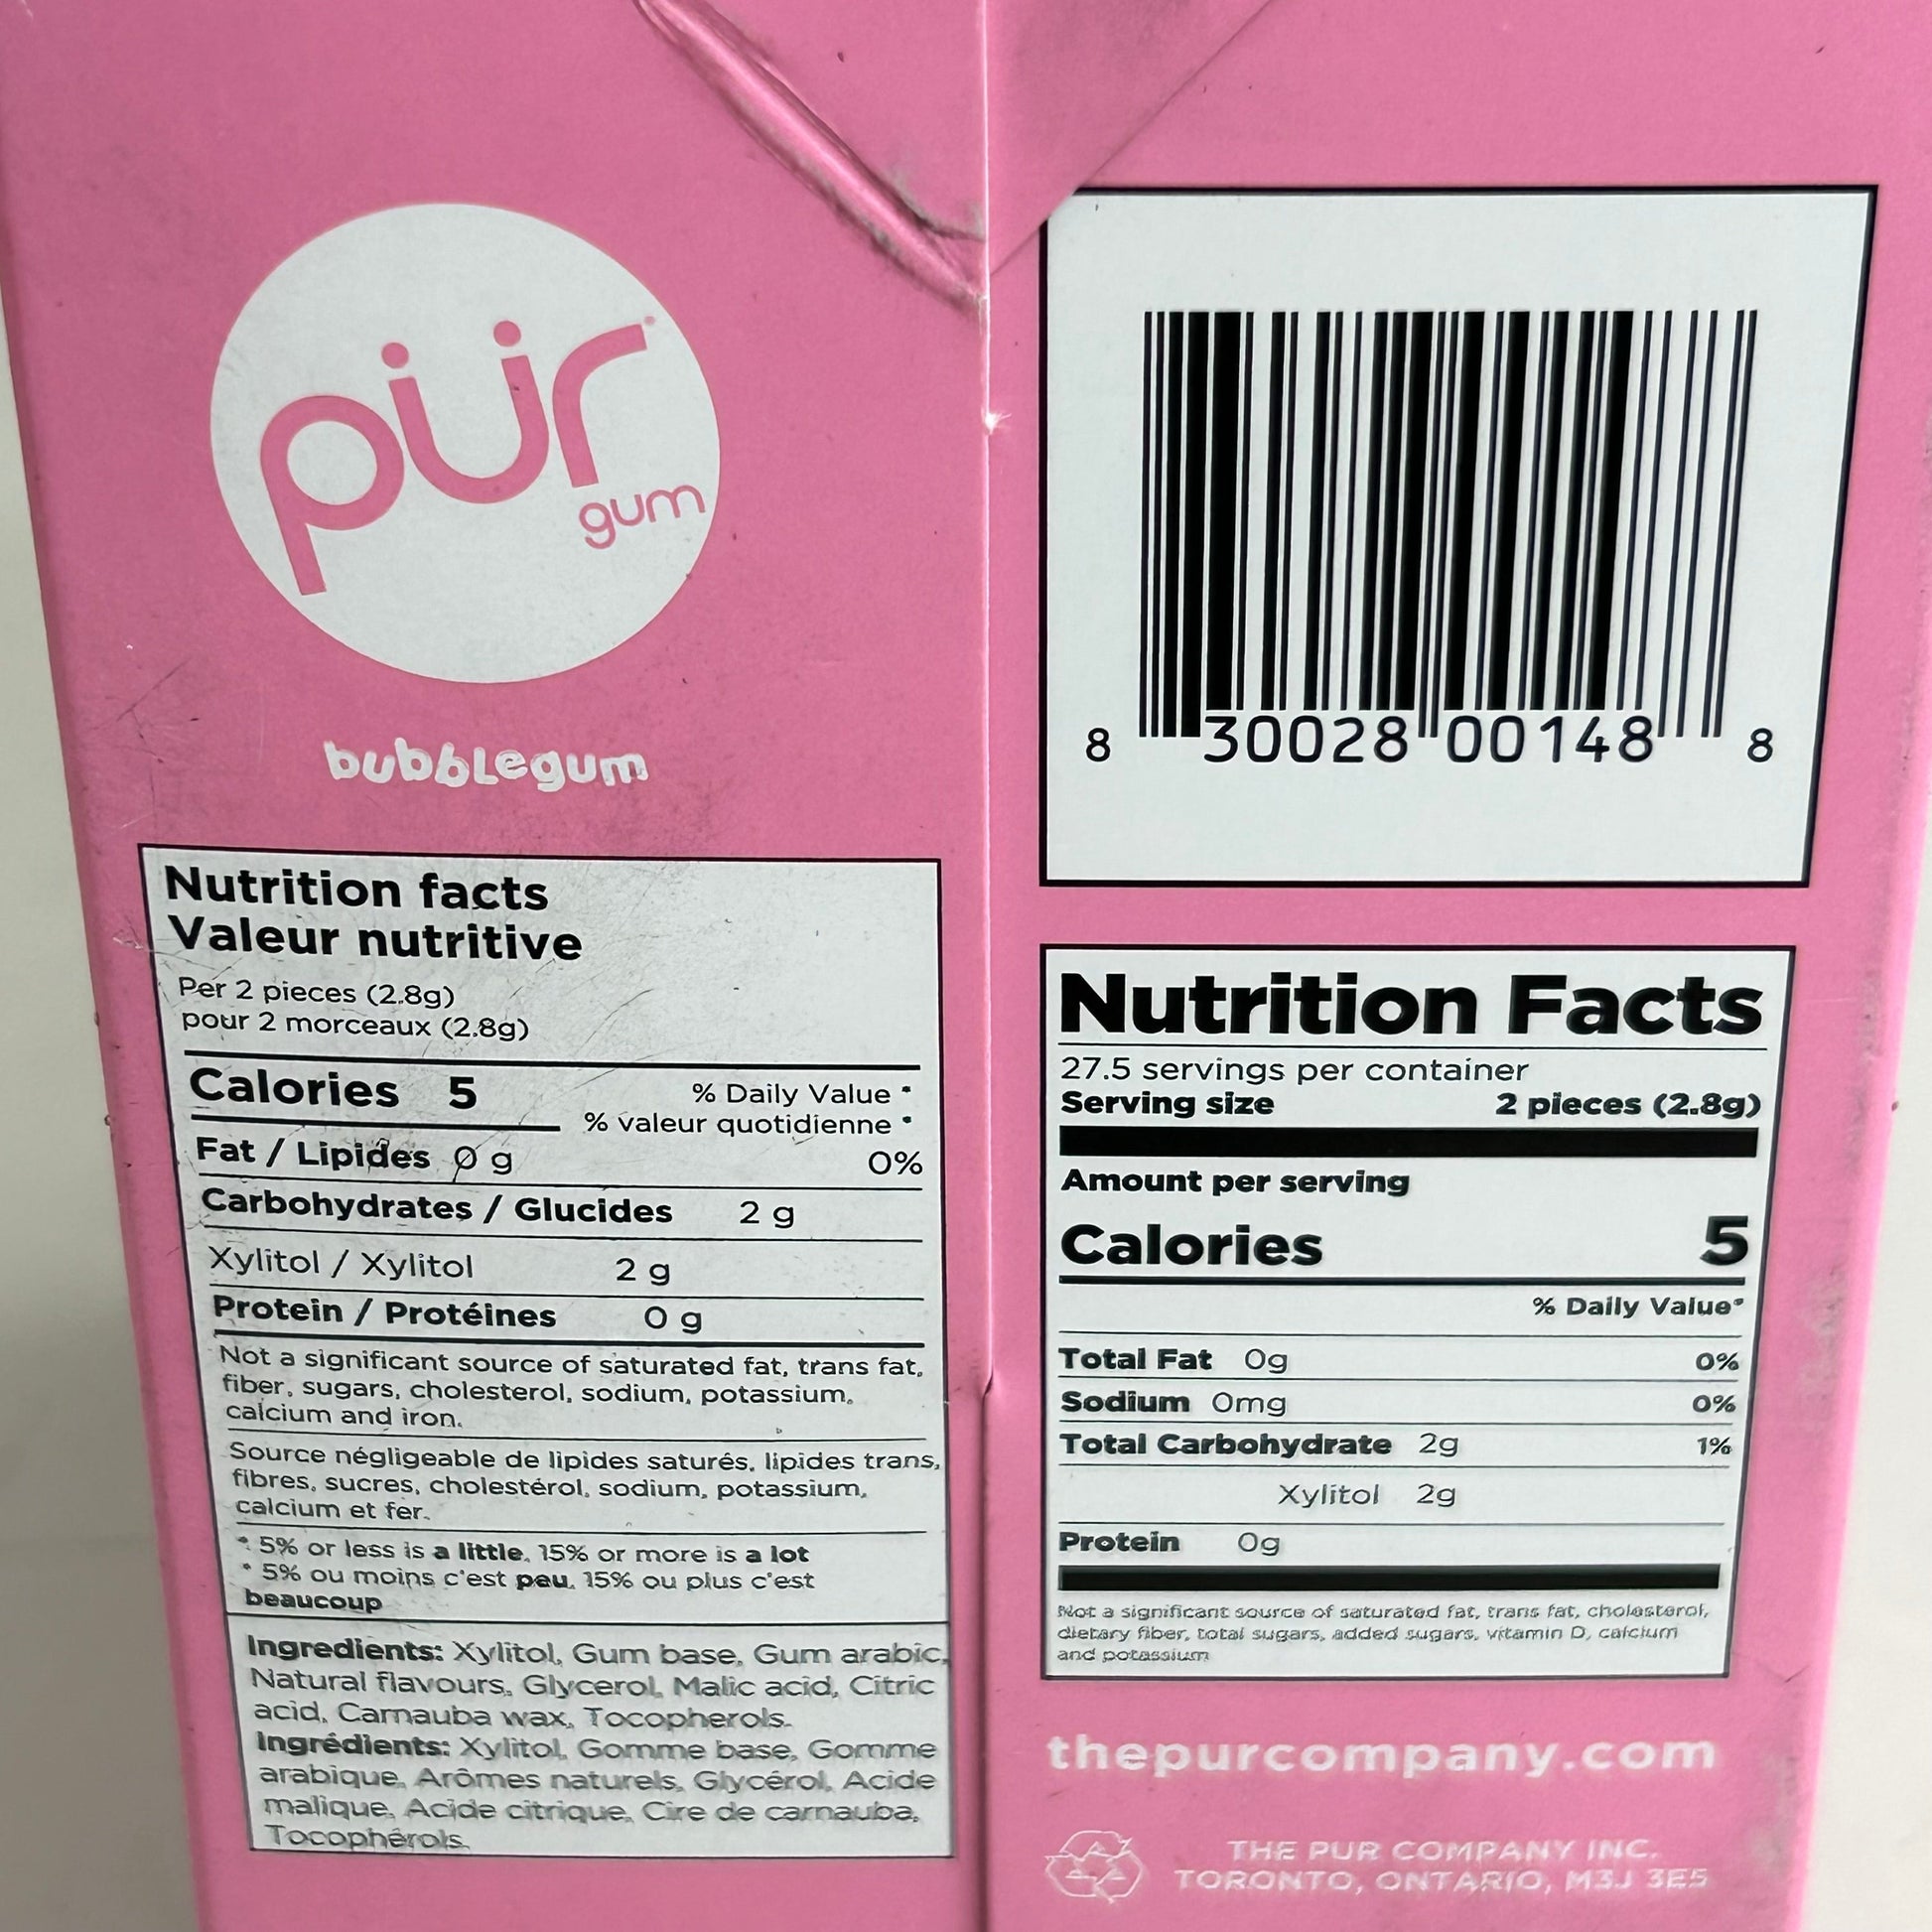 pür
gum
bubblegum
Nutrition facts
Valeur nutritive
Per 2 pieces (2.8g)
pour 2 morceaux (2.8g)
Calories 5 % Daily Value *
% valeur quotidienne *
Fat / Lipides 0 g 0%
Carbohydrates / Glucides 2 g
Xylitol / Xylitol 2 g
Protein / Protéines 0 g
Not a significant source of saturated fat, trans fat,
fiber, sugars, cholesterol, sodium, potassium,
calcium and iron.
Source négligeable de lipides saturés, lipides trans,
fibres, sucres, cholestérol, sodium, potassium,
calcium et fer.
* 5% or less is a little, 15% or more is a lot
* 5% ou moins c'est peu, 15% ou plus c'est
beaucoup
Ingredients: Xylitol, Gum base, Gum arabic,
Natural flavours, Glycerol, Malic acid, Citric
acid, Carnauba wax, Tocopherols.
Ingrédients: Xylitol, Gomme base, Gomme
arabique, Arômes naturels, Glycérol, Acide
malique, Acide citrique, Cire de carnauba,
Tocophérols.
8 30028 00148 8
Nutrition Facts
27.5 servings per container
Serving size 2 pieces (2.8g)
Amount per serving
Calories 5
% Daily Value*
Total Fat 0g 0%
Sodium 0mg 0%
Total Carbohydrate 2g 1%
Xylitol 2g
Protein 0g
Not a significant source of saturated fat, trans fat, cholesterol,
dietary fiber, total sugars, added sugars, vitamin D, calcium
and potassium
thepurcompany.com
THE PUR COMPANY INC.
TORONTO, ONTARIO, M3J 3E5